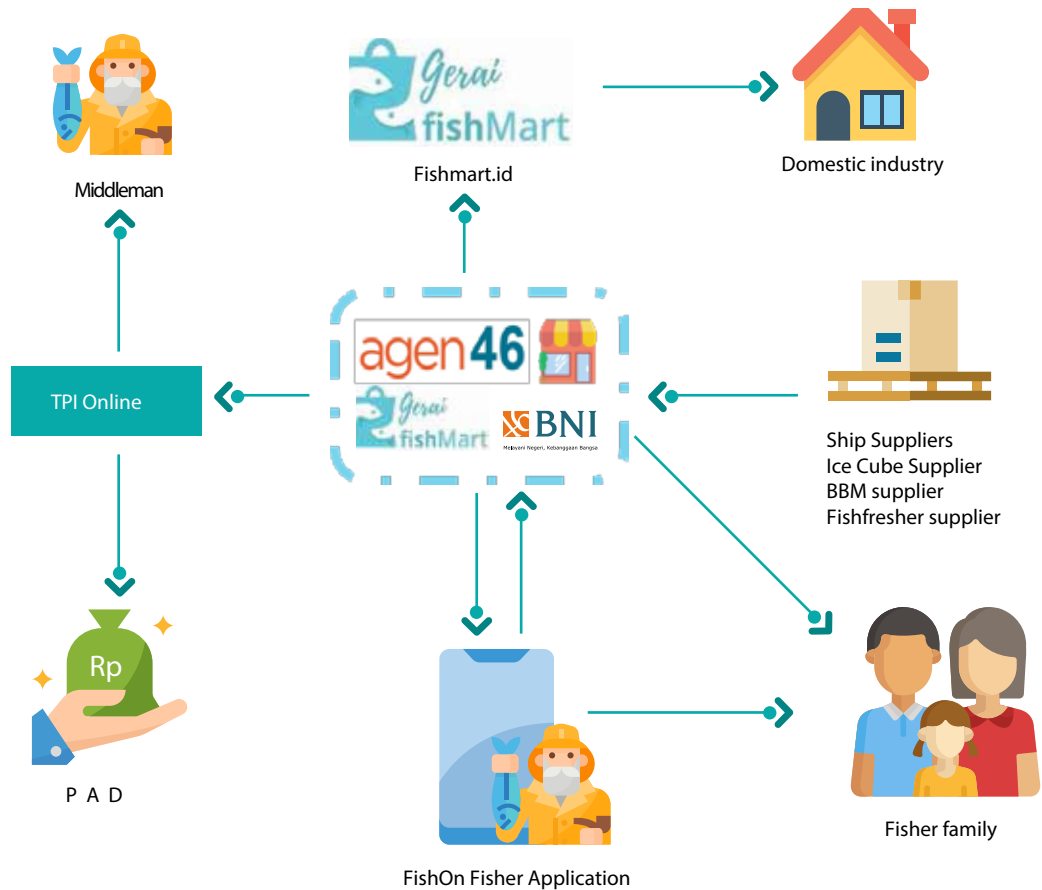 Gerai
fishMart
Middleman
Fishmart.id
Domestic industry
agen46
TPI Online
Gerai
fishMart
BNI
Melayani Negeri, Kebanggaan Bangsa
Ship Suppliers
Ice Cube Supplier
BBM supplier
Fishfresher supplier
Rp
P A D
Fisher family
FishOn Fisher Application